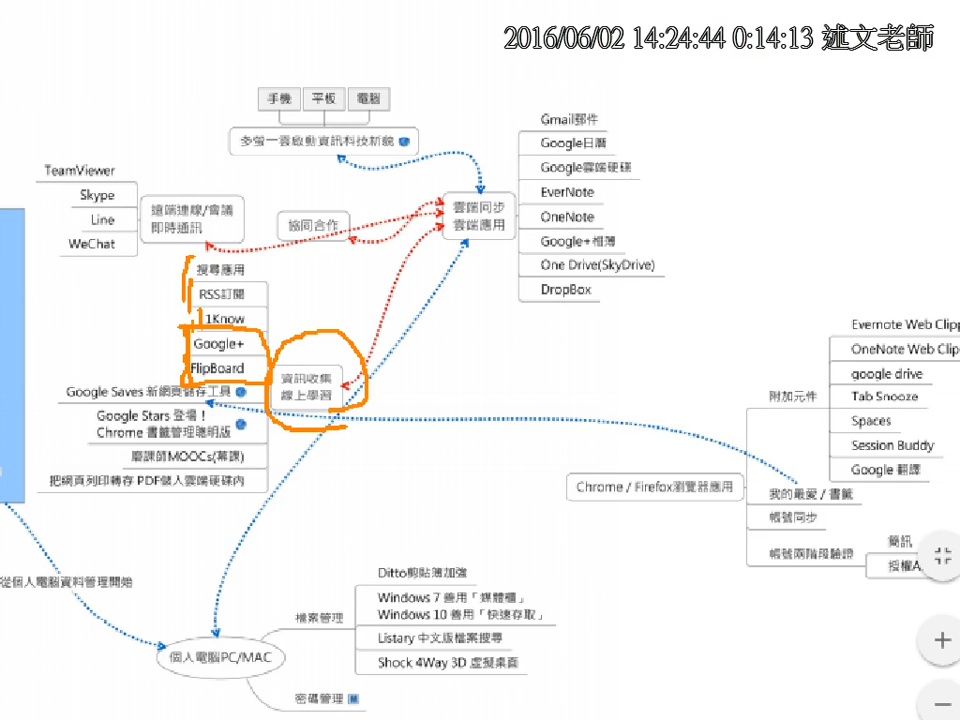 2016/06/02 14:24:44 0:14:13 述文老師
手機
平板
電腦
多螢一雲啟動資訊科技新貌
TeamViewer
Skype
Line
WeChat
遠端連線/會議
即時通訊
協同合作
雲端同步
雲端應用
Gmail郵件
Google日曆
Google雲端硬碟
EverNote
OneNote
Google+相簿
One Drive(SkyDrive)
DropBox
搜尋應用
RSS訂閱
1Know
Google+
FlipBoard
Google Saves 新網頁儲存工具
Google Stars 登場！
Chrome 書籤管理聰明版
磨課師MOOCs(幕課)
把網頁列印轉存 PDF個人雲端硬碟內
資訊收集
線上學習
Evernote Web Clipp
OneNote Web Clip
google drive
Tab Snooze
Spaces
Session Buddy
Google 翻譯
附加元件
Chrome / Firefox瀏覽器應用
我的最愛 / 書籤
帳號同步
帳號兩階段驗證
簡訊
授權A
從個人電腦資料管理開始
個人電腦PC/MAC
檔案管理
Ditto剪貼簿加強
Windows 7 善用「媒體櫃」
Windows 10 善用「快速存取」
Listary 中文版檔案搜尋
Shock 4Way 3D 虛擬桌面
密碼管理